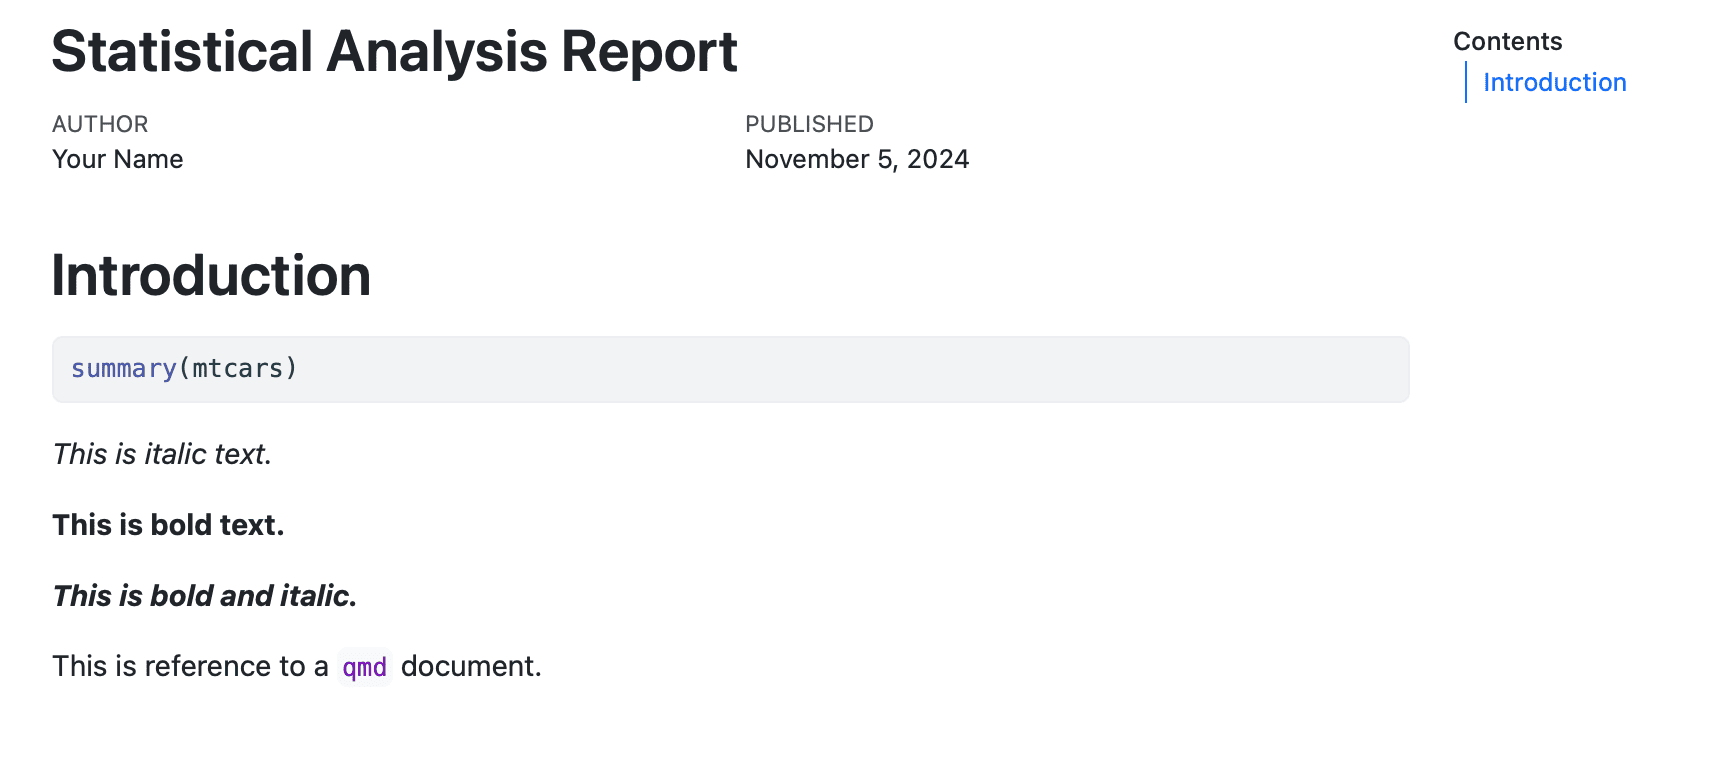 Statistical Analysis Report
Contents
Introduction
AUTHOR
Your Name
PUBLISHED
November 5, 2024
Introduction
summary(mtcars)
This is italic text.
This is bold text.
This is bold and italic.
This is reference to a qmd document.